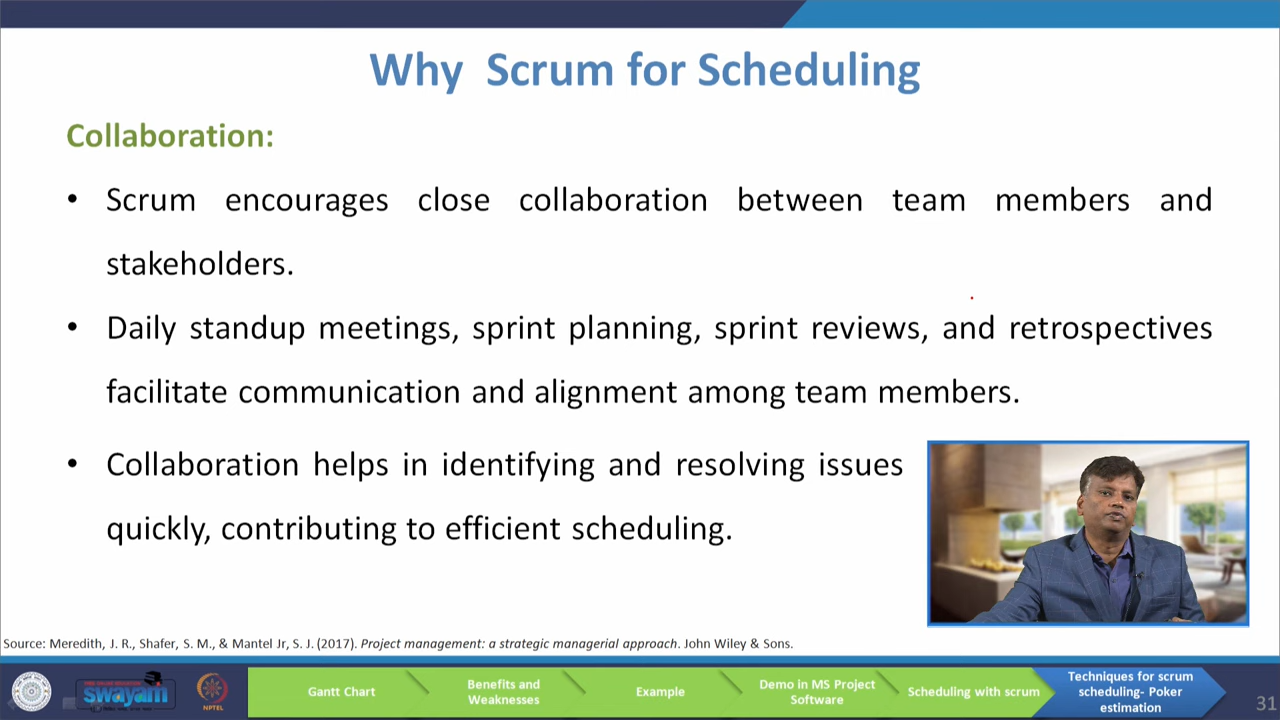 Why Scrum for Scheduling
Collaboration:
• Scrum encourages close collaboration between team members and
stakeholders.
• Daily standup meetings, sprint planning, sprint reviews, and retrospectives
facilitate communication and alignment among team members.
• Collaboration helps in identifying and resolving issues
quickly, contributing to efficient scheduling.
Source: Meredith, J. R., Shafer, S. M., & Mantel Jr, S. J. (2017). Project management: a strategic managerial approach. John Wiley & Sons.
swayam
NPTEL
Gantt Chart
Benefits and
Weaknesses
Example
Demo in MS Project
Software
Scheduling with scrum
Techniques for scrum
scheduling- Poker
estimation
31